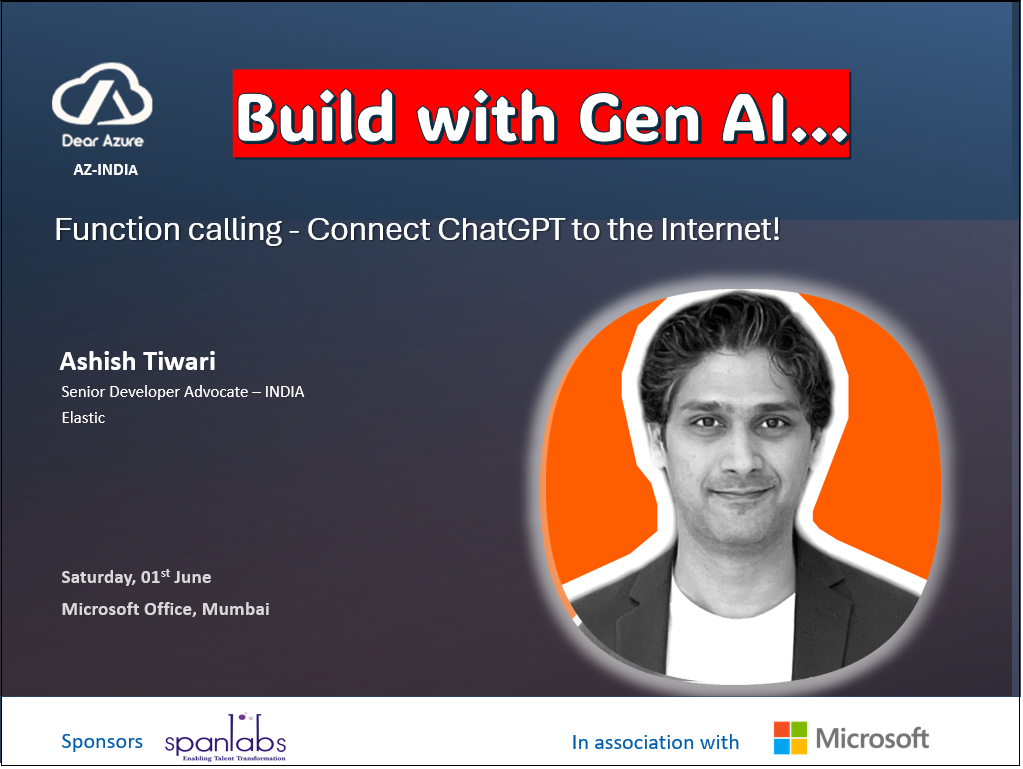 Dear Azure
AZ-INDIA
Build with Gen AI...
Function calling - Connect ChatGPT to the Internet!
Ashish Tiwari
Senior Developer Advocate – INDIA
Elastic
Saturday, 01st June
Microsoft Office, Mumbai
Sponsors
spanlabs
Enabling Talent Transformation
In association with
Microsoft